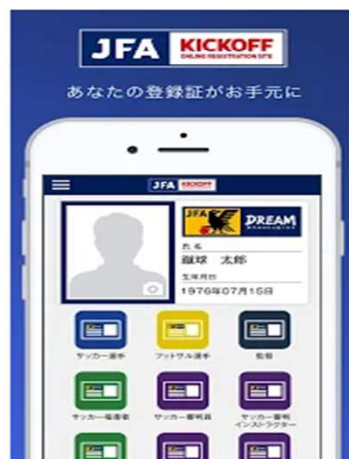 JFA KICKOFF
ONLINE REGISTRATION SITE
あなたの登録証がお手元に
JFA KICKOFF
JFA DREAM
氏名
蹴球 太郎
生年月日
1976年07月15日
サッカー選手 フットサル選手 監督
サッカー指導者 サッカー審判員 サッカー審判
インストラクター